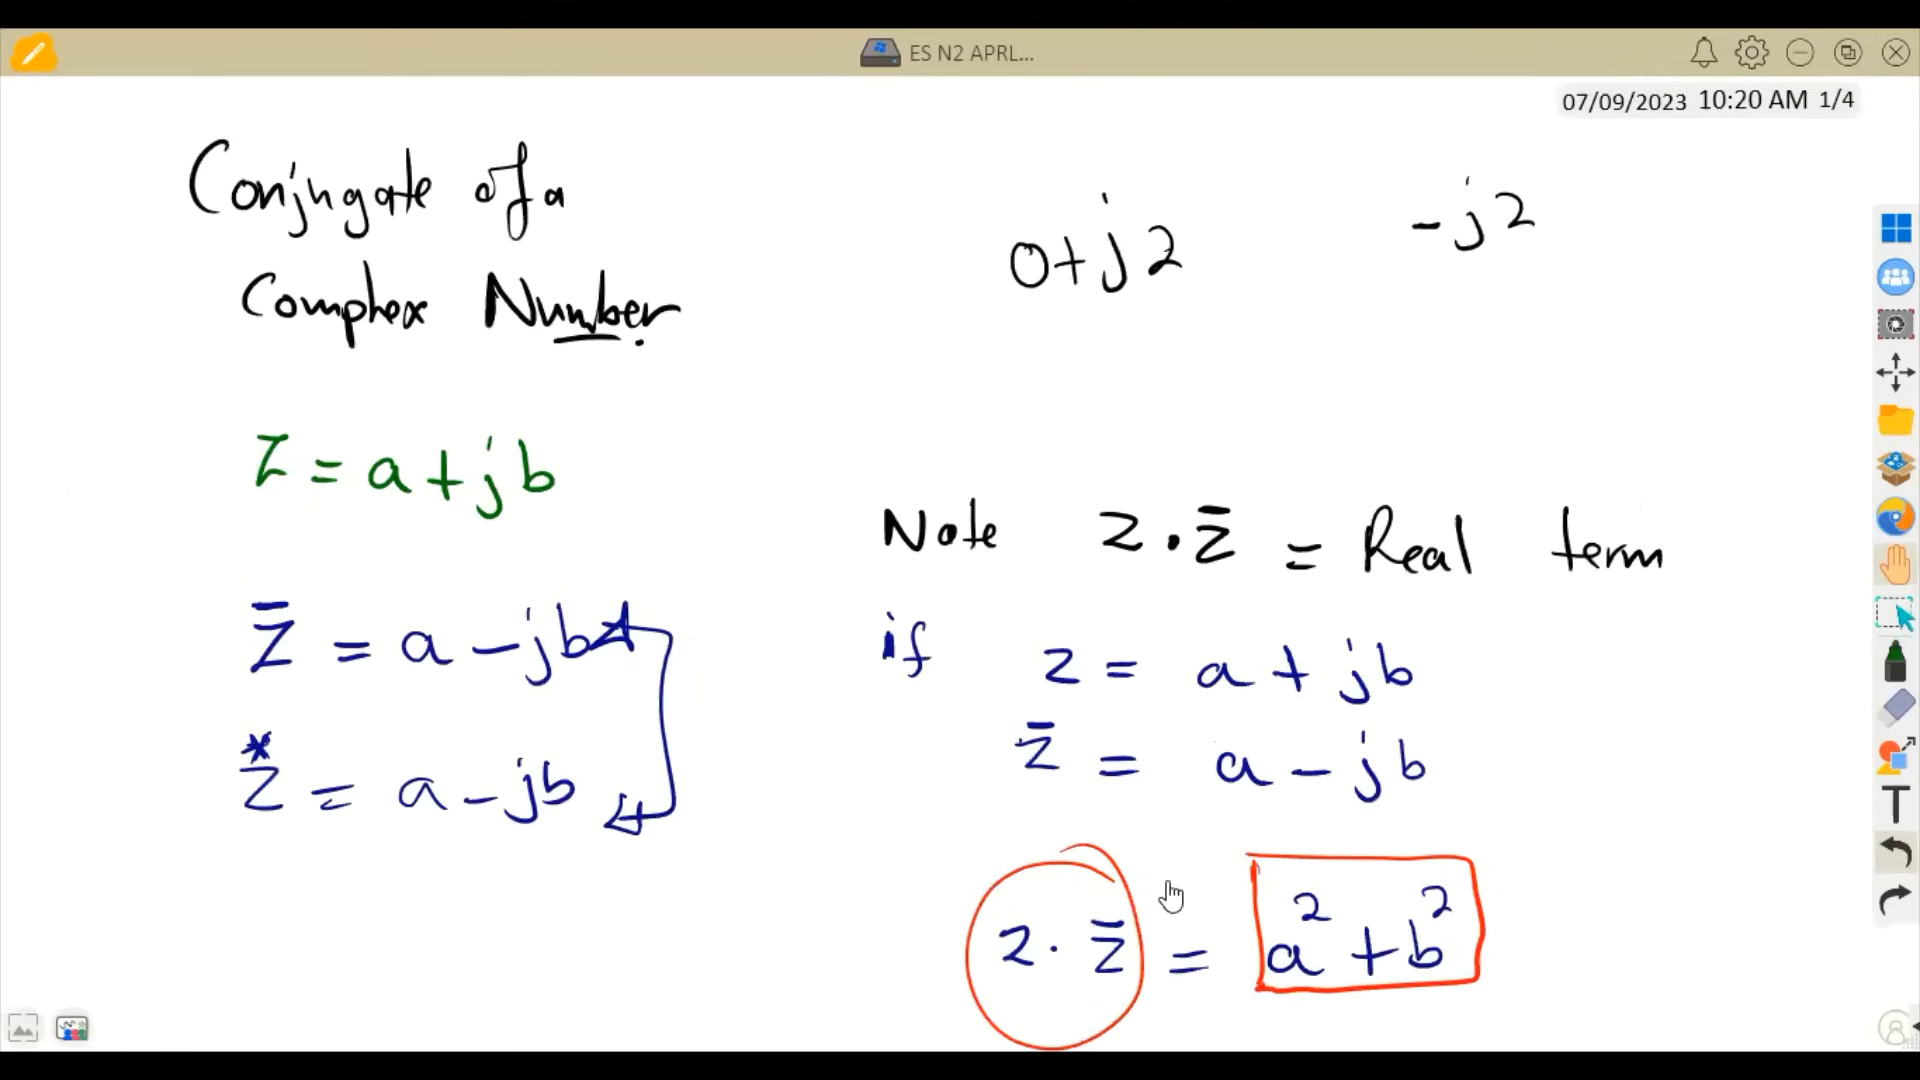 ES N2 APRL...
07/09/2023 10:20 AM 1/4
Conjugate of a
Complex Number.
0+j2
-j2
Z = a+jb
Z̄ = a-jb
Z* = a-jb
Note z.z̄ = Real term
if z = a+jb
z̄ = a-jb
z.z̄ = a²+b²
T